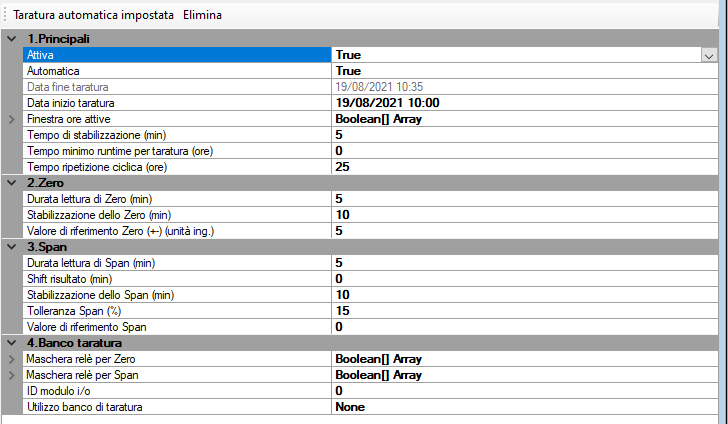 Taratura automatica impostata Elimina
1.Principali
Attiva True
Automatica True
Data fine taratura 19/08/2021 10:35
Data inizio taratura 19/08/2021 10:00
Finestra ore attive Boolean[] Array
Tempo di stabilizzazione (min) 5
Tempo minimo runtime per taratura (ore) 0
Tempo ripetizione ciclica (ore) 25
2.Zero
Durata lettura di Zero (min) 5
Stabilizzazione dello Zero (min) 10
Valore di riferimento Zero (+-) (unità ing.) 5
3.Span
Durata lettura di Span (min) 5
Shift risultato (min) 0
Stabilizzazione dello Span (min) 10
Tolleranza Span (%) 15
Valore di riferimento Span 0
4.Banco taratura
Maschera relè per Zero Boolean[] Array
Maschera relè per Span Boolean[] Array
ID modulo i/o 0
Utilizzo banco di taratura None